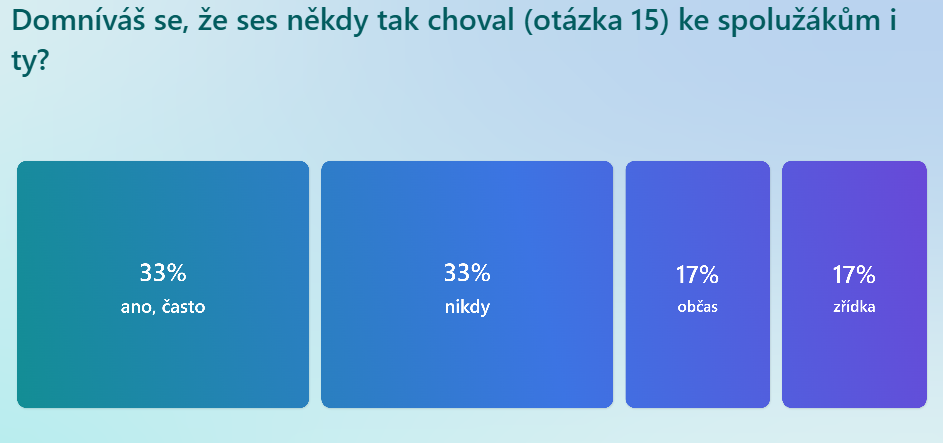 Domníváš se, že ses někdy tak choval (otázka 15) ke spolužákům i
ty?
33%
ano, často
33%
nikdy
17%
občas
17%
zřídka